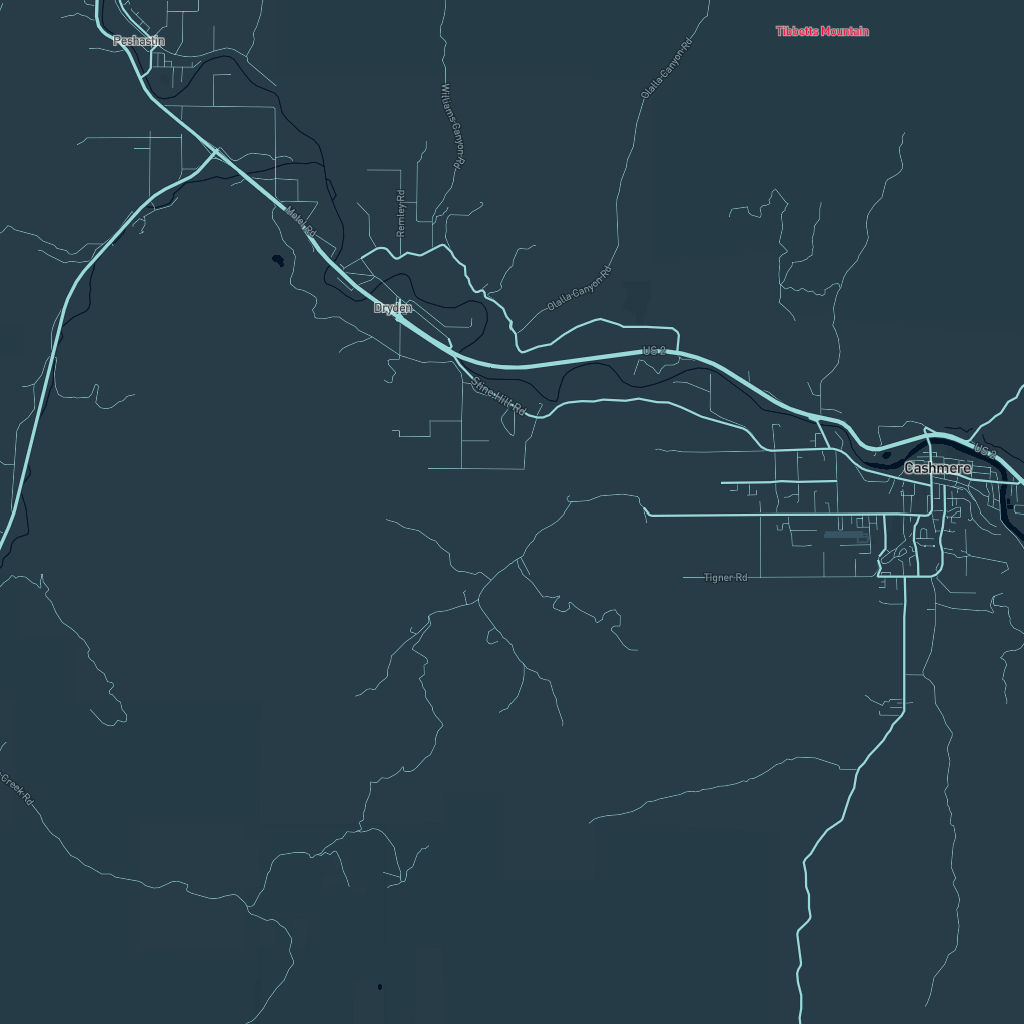 Tibbetts Mountain
Peshastin
Olalla Canyon Rd
Williams Canyon Rd
Remley Rd
Motel Rd
Olalla Canyon Rd
Dryden
US 2
Stine Hill Rd
US 2
Cashmere
Tigner Rd
Creek Rd